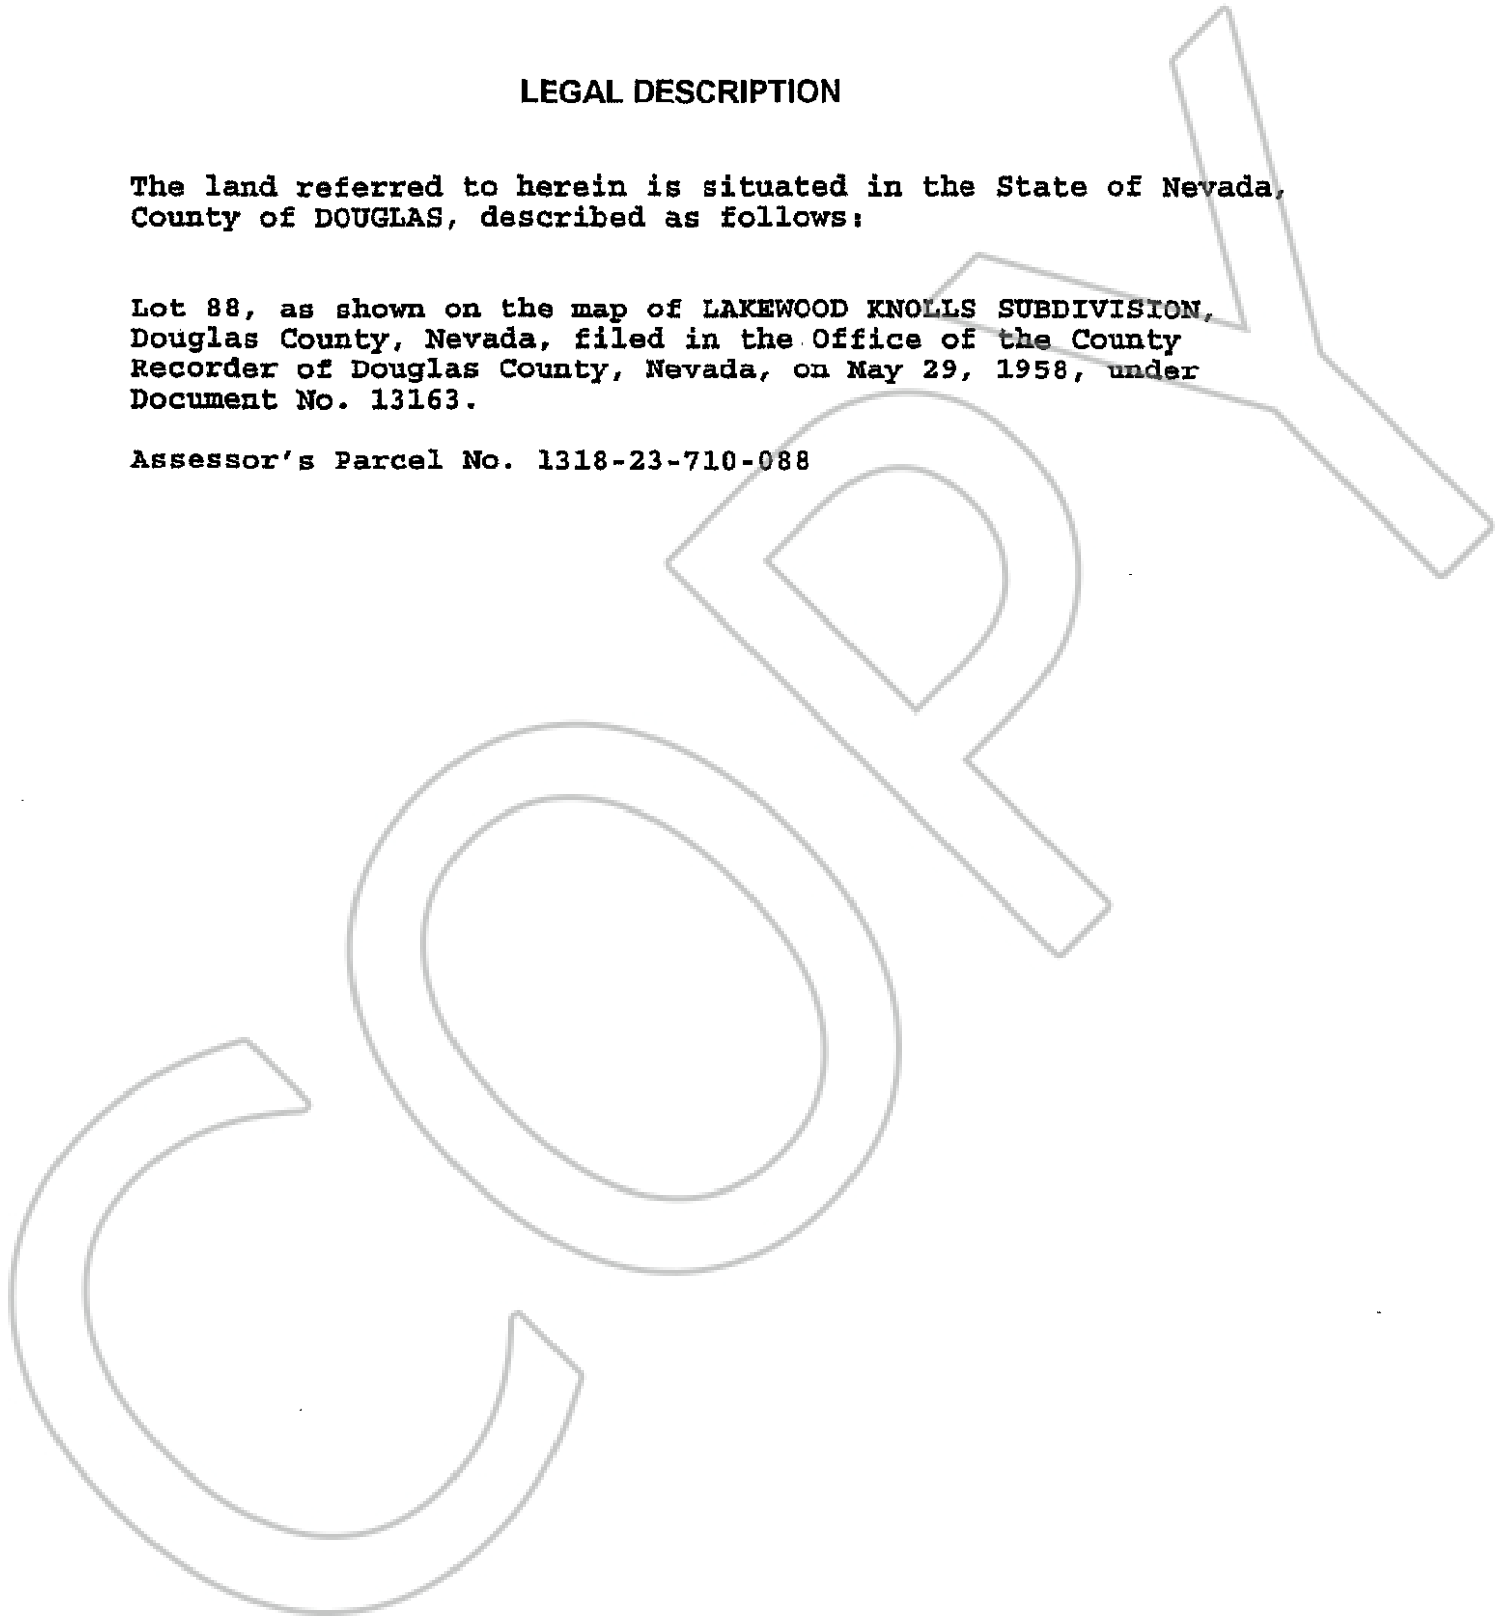 LEGAL DESCRIPTION
The land referred to herein is situated in the State of Nevada,
County of DOUGLAS, described as follows:
Lot 88, as shown on the map of LAKEWOOD KNOLLS SUBDIVISION,
Douglas County, Nevada, filed in the Office of the County
Recorder of Douglas County, Nevada, on May 29, 1958, under
Document No. 13163.
Assessor's Parcel No. 1318-23-710-088
COPY